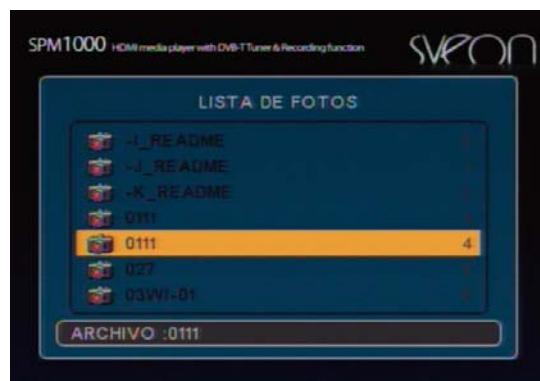 SPM1000 HDMI media player with DVB-T Tuner & Recording function
sveon
LISTA DE FOTOS
-I_README
-J_README
-K_README
0111
0111 4
027
03WI-01
ARCHIVO :0111